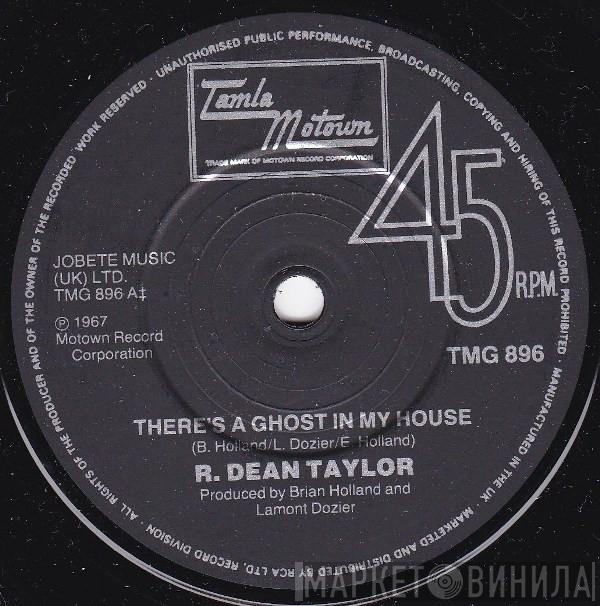 ALL RIGHTS OF THE PRODUCER AND OF THE OWNER OF THE RECORDED WORK RESERVED · UNAUTHORISED PUBLIC PERFORMANCE, BROADCASTING, COPYING AND HIRING OF THIS RECORD PROHIBITED · MANUFACTURED IN THE UK · MARKETED AND DISTRIBUTED BY RCA LTD. RECORD DIVISION ·
Tamla
Motown
TRADE MARK OF MOTOWN RECORD CORPORATION
45
R.P.M.
JOBETE MUSIC
(UK) LTD.
TMG 896 A‡
℗ 1967
Motown Record
Corporation
TMG 896
THERE'S A GHOST IN MY HOUSE
(B. Holland/L. Dozier/E. Holland)
R. DEAN TAYLOR
Produced by Brian Holland and
Lamont Dozier
МАРКЕТ ВИНИЛА